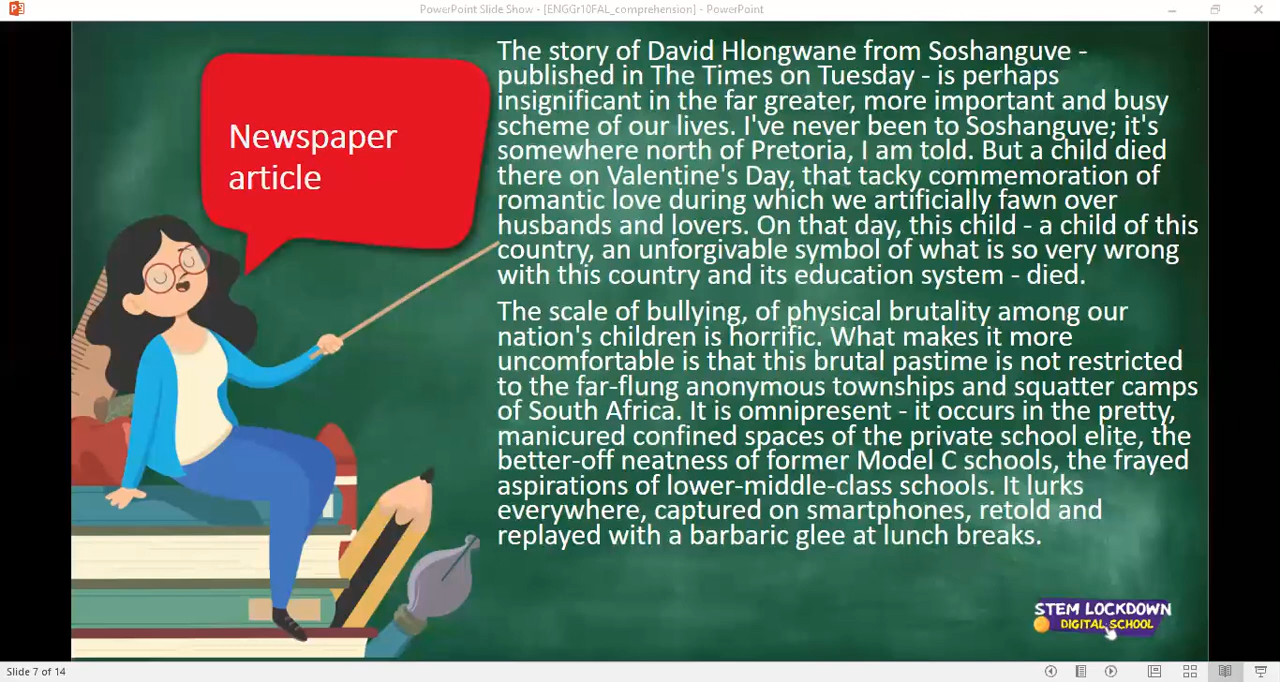 PowerPoint Slide Show - [ENGGr10FAL_comprehension] - PowerPoint
Newspaper
article
The story of David Hlongwane from Soshanguve -
published in The Times on Tuesday - is perhaps
insignificant in the far greater, more important and busy
scheme of our lives. I've never been to Soshanguve; it's
somewhere north of Pretoria, I am told. But a child died
there on Valentine's Day, that tacky commemoration of
romantic love during which we artificially fawn over
husbands and lovers. On that day, this child - a child of this
country, an unforgivable symbol of what is so very wrong
with this country and its education system - died.
The scale of bullying, of physical brutality among our
nation's children is horrific. What makes it more
uncomfortable is that this brutal pastime is not restricted
to the far-flung anonymous townships and squatter camps
of South Africa. It is omnipresent - it occurs in the pretty,
manicured confined spaces of the private school elite, the
better-off neatness of former Model C schools, the frayed
aspirations of lower-middle-class schools. It lurks
everywhere, captured on smartphones, retold and
replayed with a barbaric glee at lunch breaks.
STEM LOCKDOWN
DIGITAL SCHOOL
Slide 7 of 14